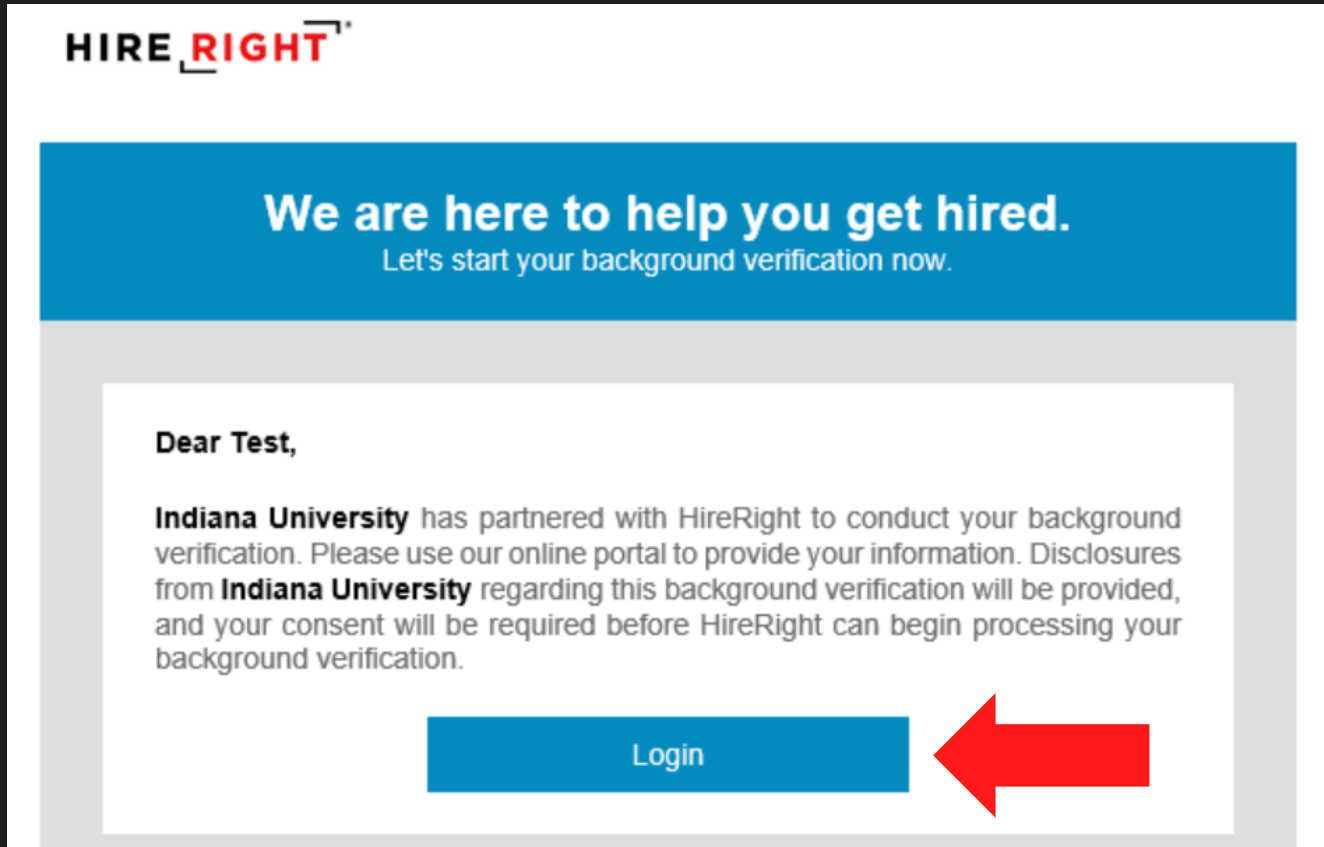 HIRE RIGHT
We are here to help you get hired.
Let's start your background verification now.
Dear Test,
Indiana University has partnered with HireRight to conduct your background
verification. Please use our online portal to provide your information. Disclosures
from Indiana University regarding this background verification will be provided,
and your consent will be required before HireRight can begin processing your
background verification.
Login